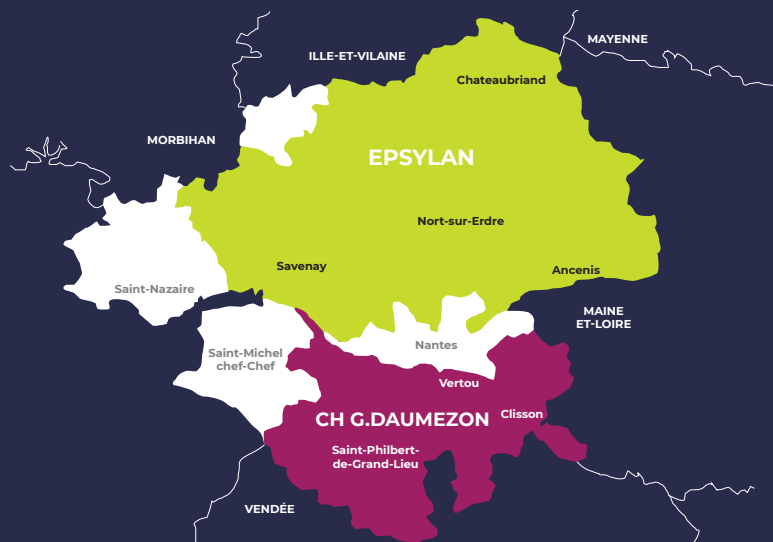 MAYENNE
ILLE-ET-VILAINE
Chateaubriand
MORBIHAN
EPSYLAN
Nort-sur-Erdre
Savenay
Ancenis
Saint-Nazaire
MAINE
ET-LOIRE
Nantes
Saint-Michel
chef-Chef
Vertou
CH G.DAUMEZON
Clisson
Saint-Philbert-
de-Grand-Lieu
VENDÉE